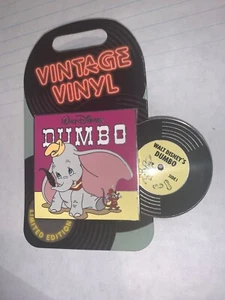 VINTAGE
VINYL
Walt Disney's
DUMBO
WALT DISNEY'S
DUMBO
SIDE 1
LIMITED EDITION